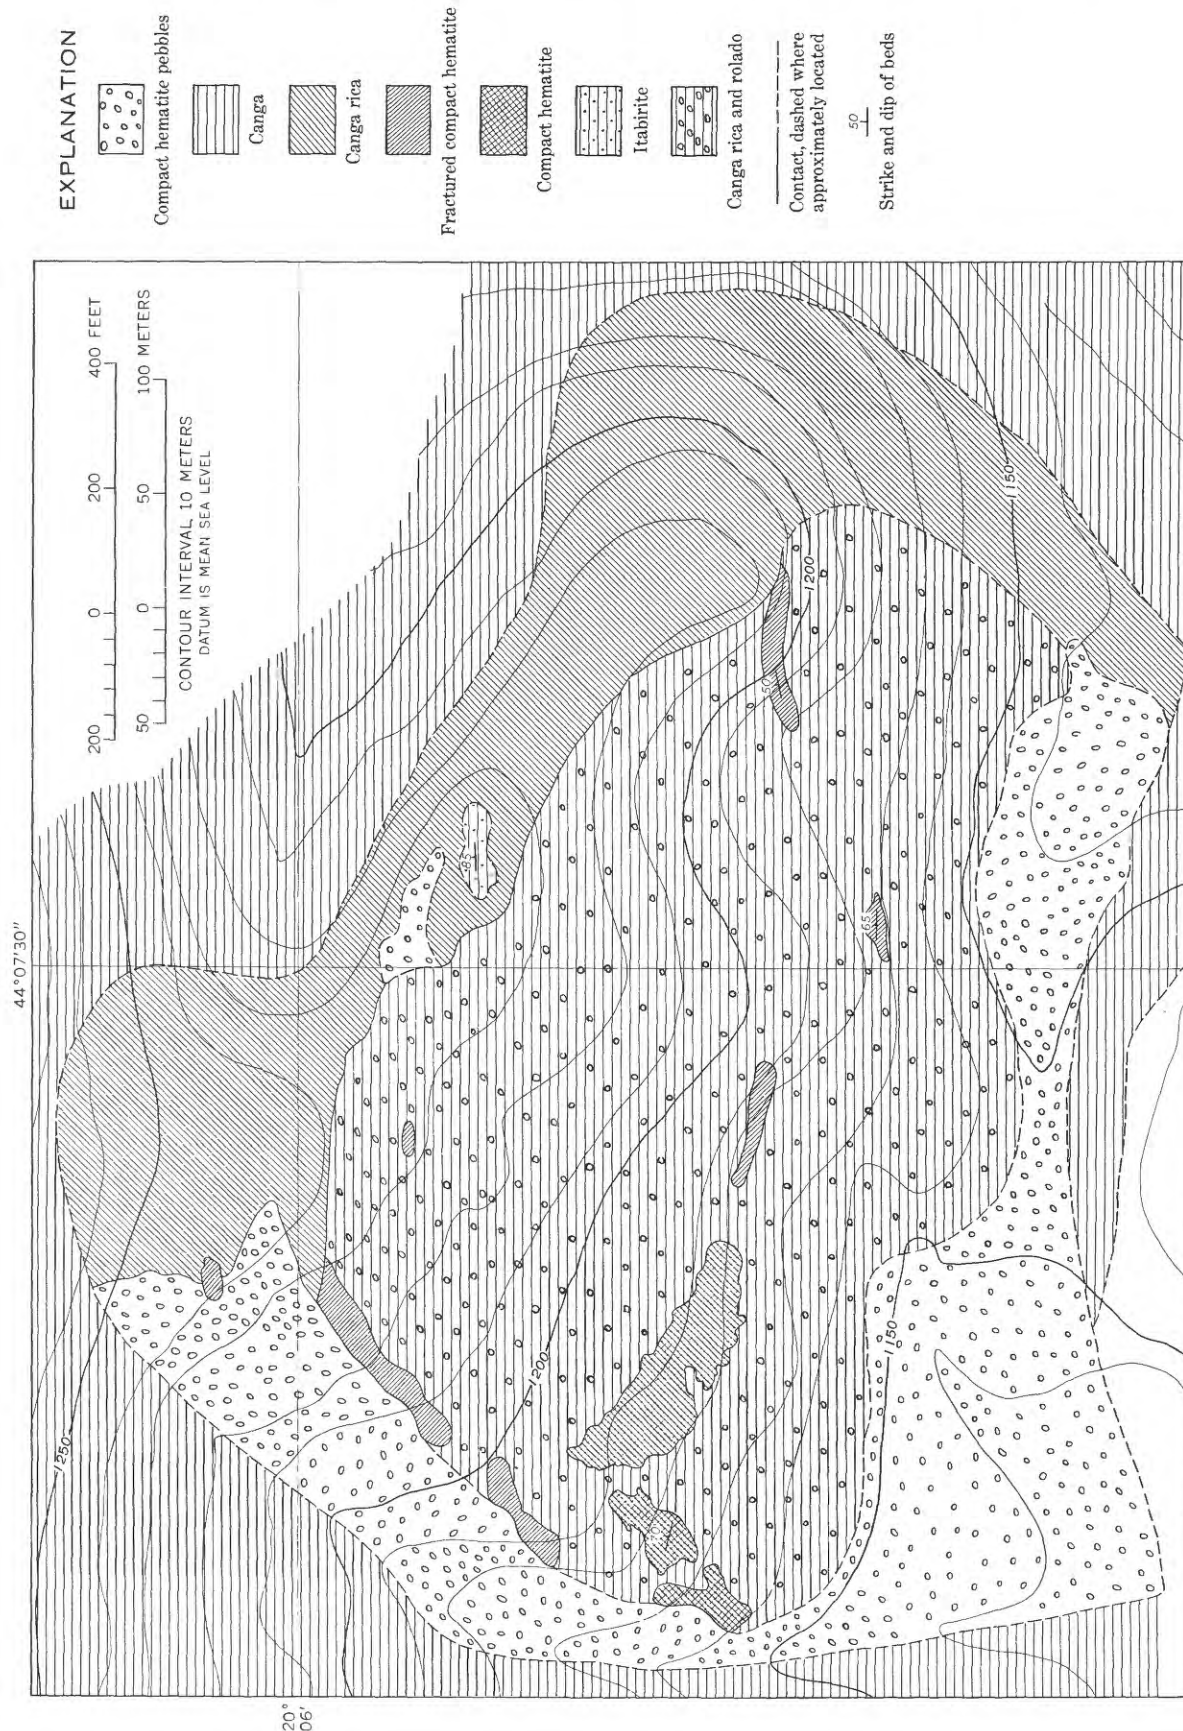 EXPLANATION
Compact hematite pebbles
Canga
Canga rica
Fractured compact hematite
Compact hematite
Itabirite
Canga rica and rolado
Contact, dashed where
approximately located
50
Strike and dip of beds
200 0 200 400 FEET
50 0 50 100 METERS
CONTOUR INTERVAL 10 METERS
DATUM IS MEAN SEA LEVEL
44°07'30"
20°
06'
1250
1200
1150
1200
1150
85
50
65